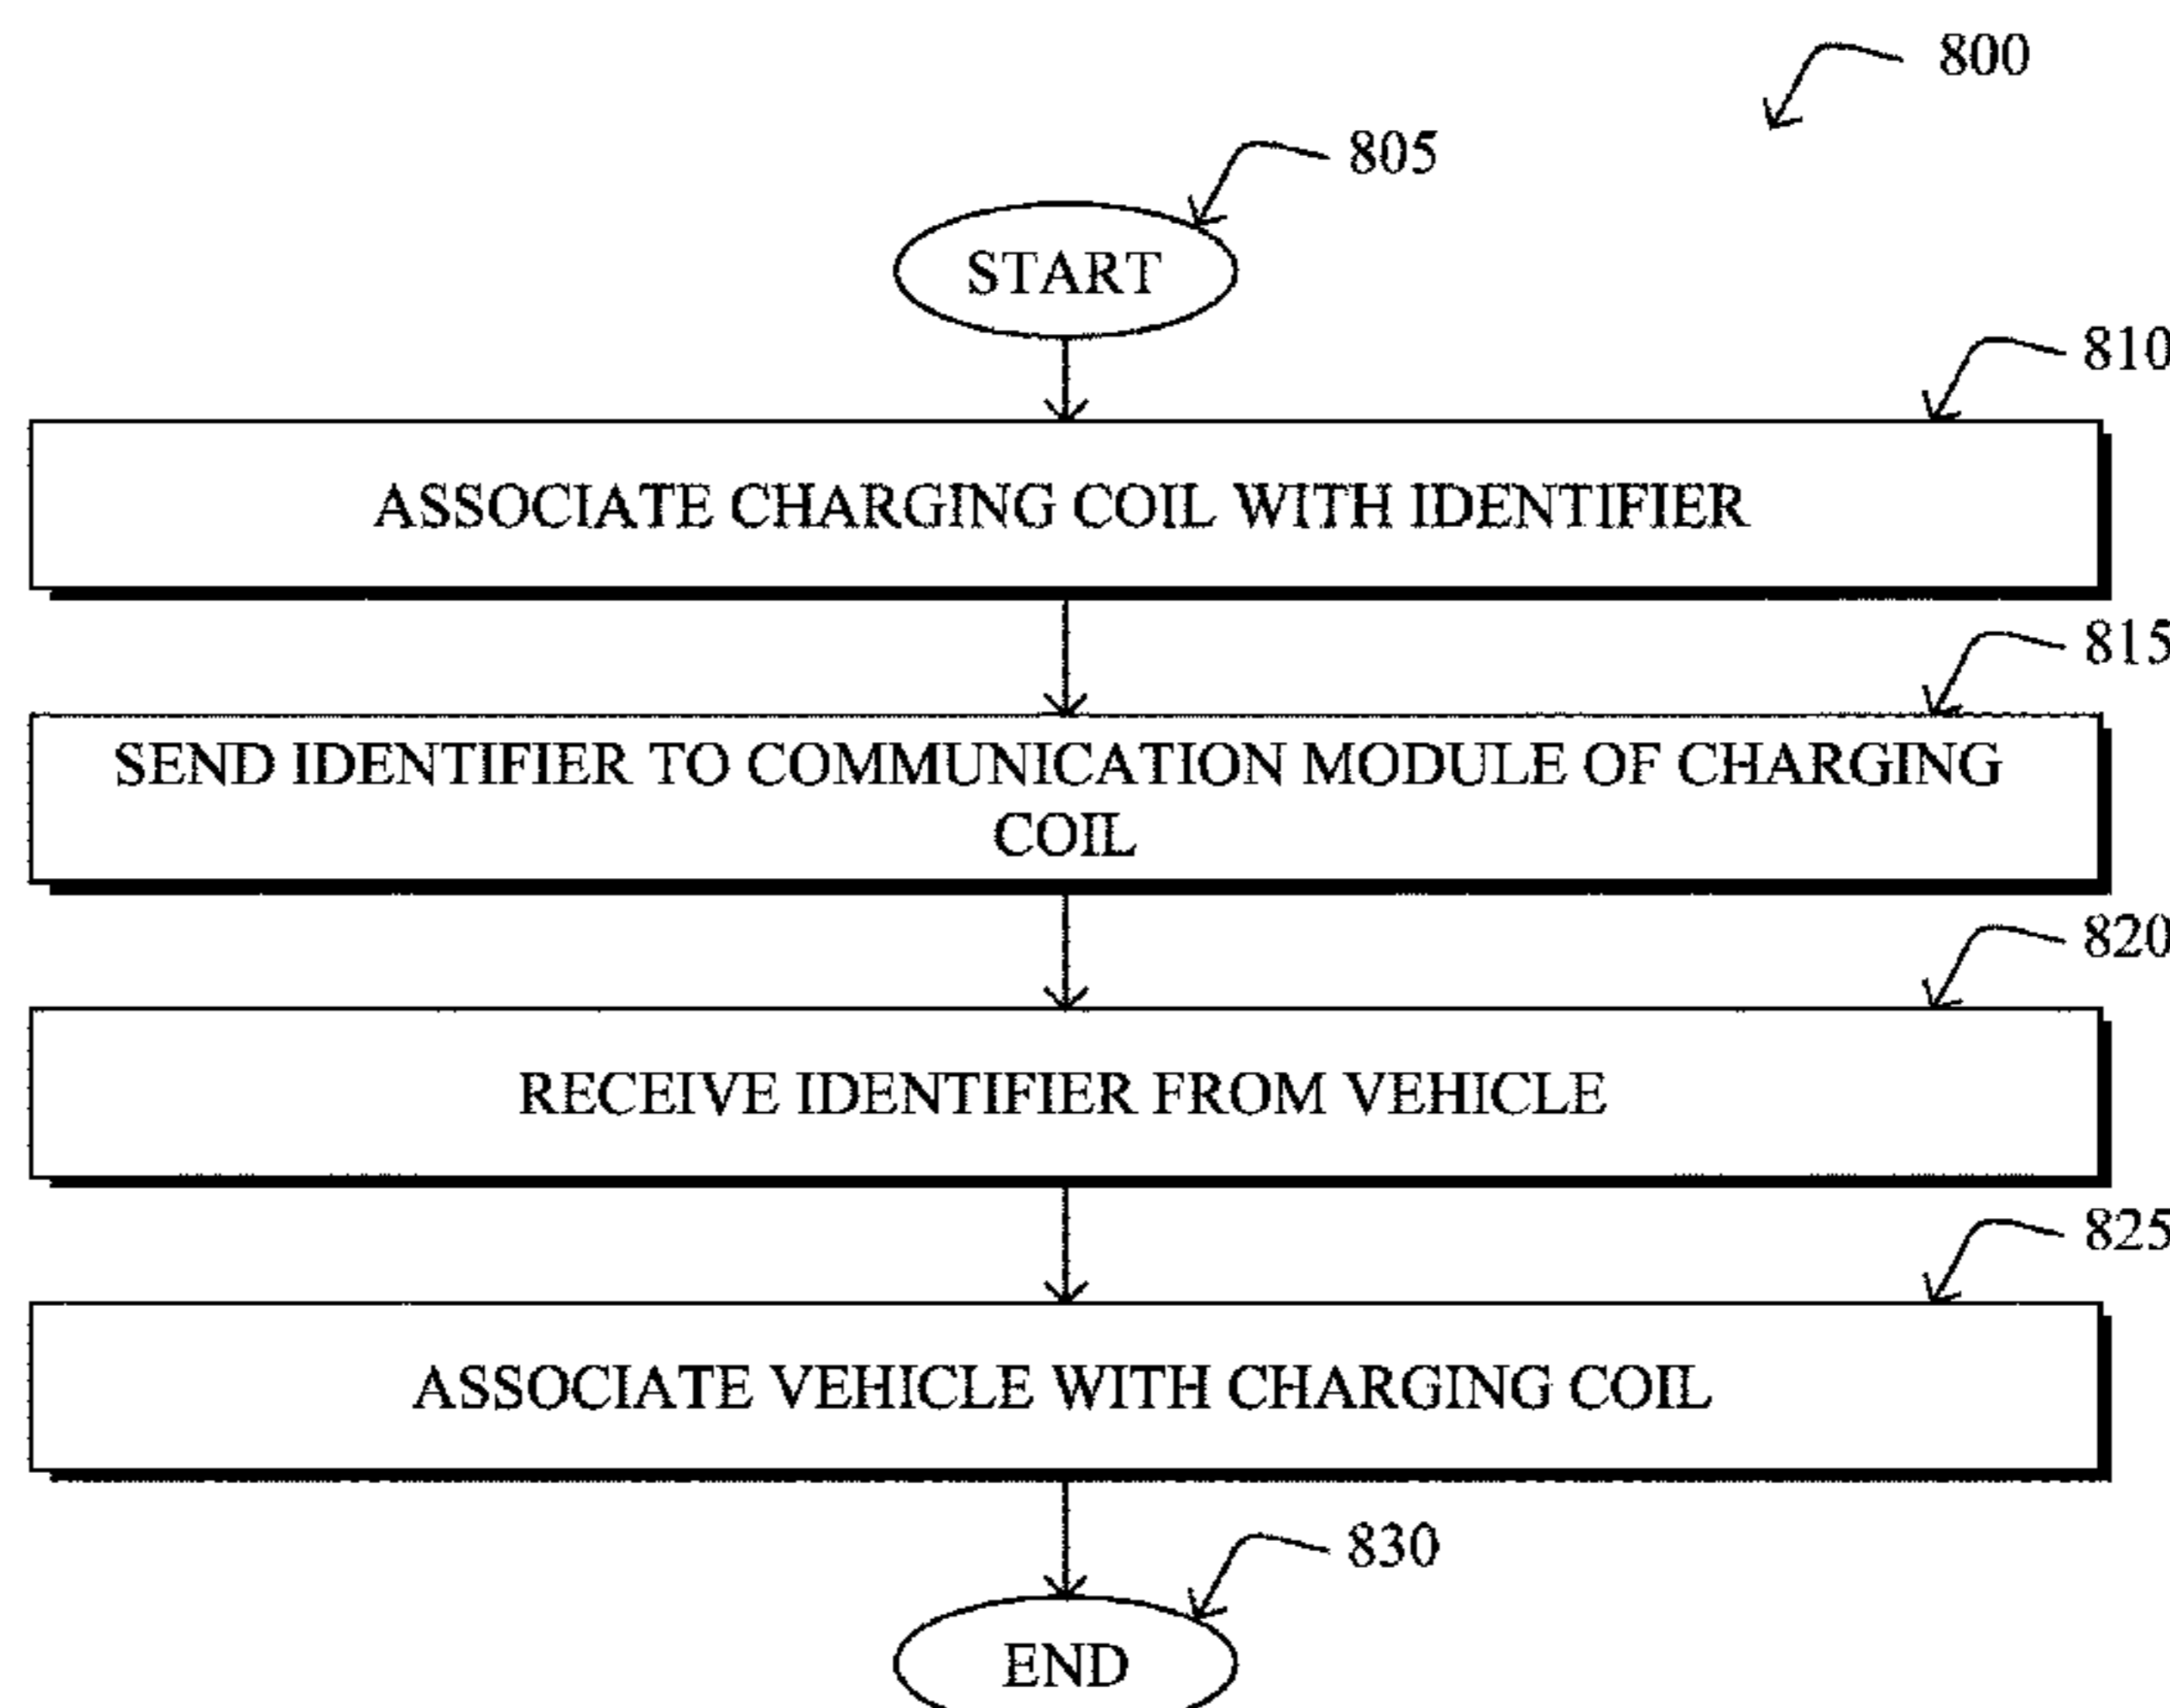 800
805
START
810
ASSOCIATE CHARGING COIL WITH IDENTIFIER
815
SEND IDENTIFIER TO COMMUNICATION MODULE OF CHARGING
COIL
820
RECEIVE IDENTIFIER FROM VEHICLE
825
ASSOCIATE VEHICLE WITH CHARGING COIL
830
END